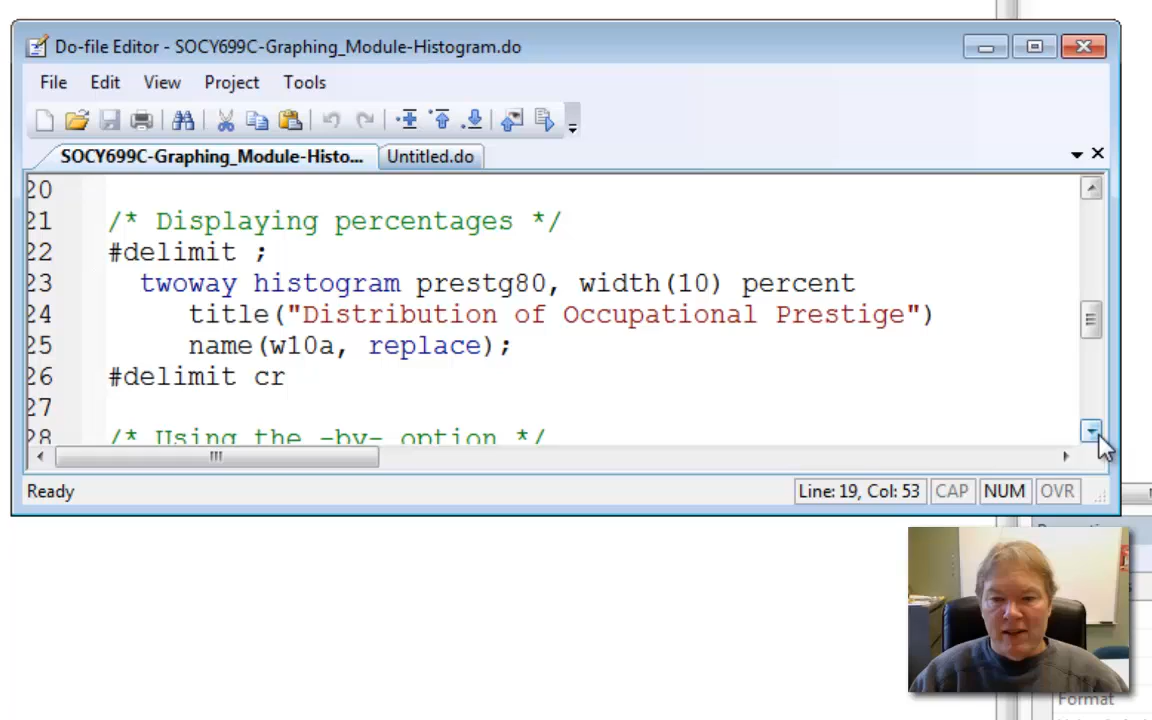 Do-file Editor - SOCY699C-Graphing_Module-Histogram.do
File Edit View Project Tools
SOCY699C-Graphing_Module-Histo... Untitled.do
20
21 /* Displaying percentages */
22 #delimit ;
23 twoway histogram prestg80, width(10) percent
24 title("Distribution of Occupational Prestige")
25 name(w10a, replace);
26 #delimit cr
27
28 /* Using the -by- option */
Ready Line: 19, Col: 53 CAP NUM OVR
Format